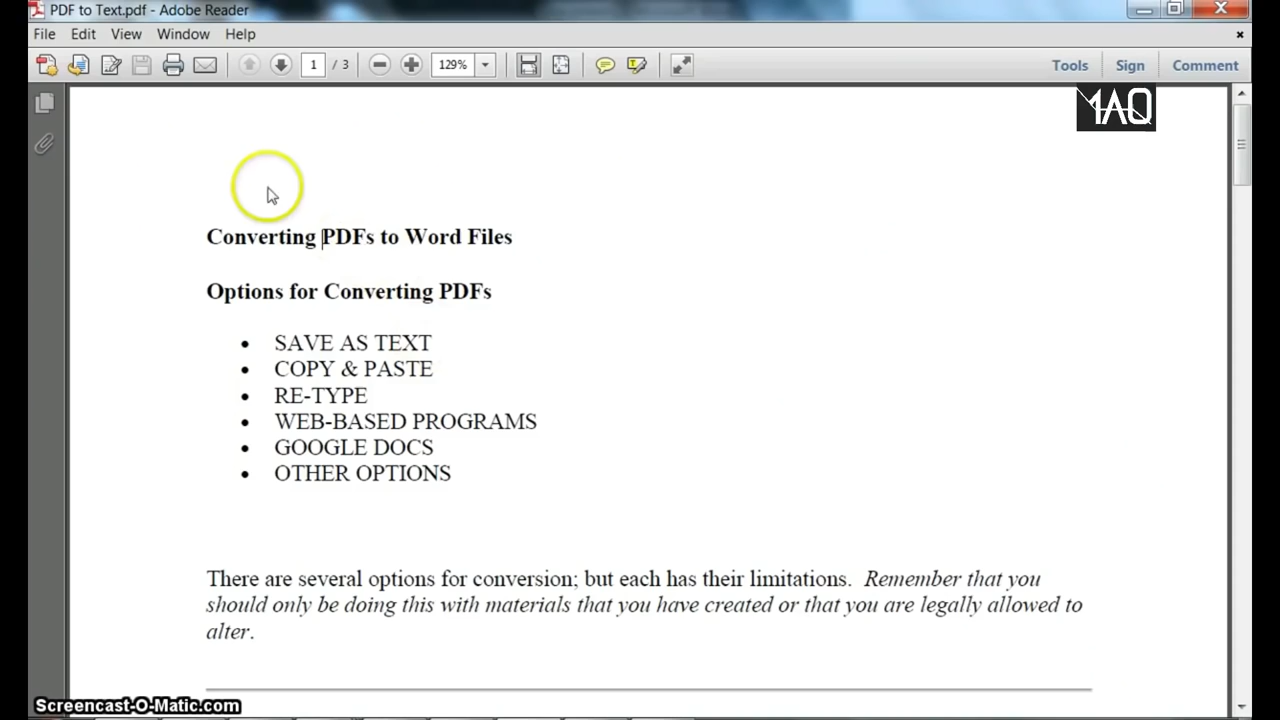 PDF to Text.pdf - Adobe Reader
File Edit View Window Help
1 / 3 129% Tools Sign Comment
1AO
Converting PDFs to Word Files
Options for Converting PDFs
• SAVE AS TEXT
• COPY & PASTE
• RE-TYPE
• WEB-BASED PROGRAMS
• GOOGLE DOCS
• OTHER OPTIONS
There are several options for conversion; but each has their limitations. Remember that you
should only be doing this with materials that you have created or that you are legally allowed to
alter.
Screencast-O-Matic.com